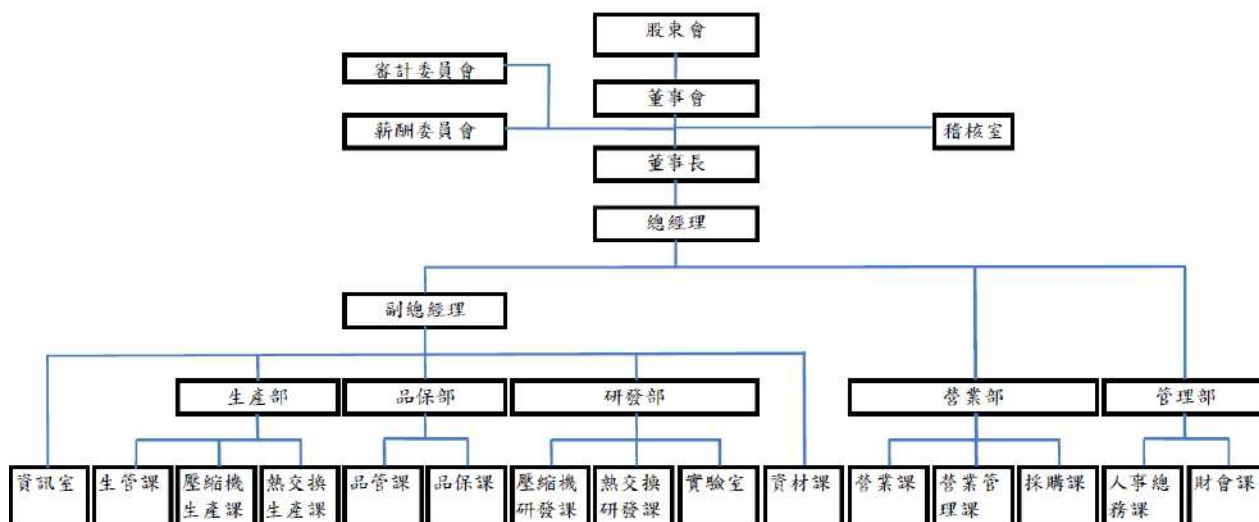 股東會
審計委員會
董事會
薪酬委員會
稽核室
董事長
總經理
副總經理
生產部
品保部
研發部
營業部
管理部
資訊室
生管課
壓縮機
生產課
熱交換
生產課
品管課
品保課
壓縮機
研發課
熱交換
研發課
實驗室
資材課
營業課
營業管
理課
採購課
人事總
務課
財會課